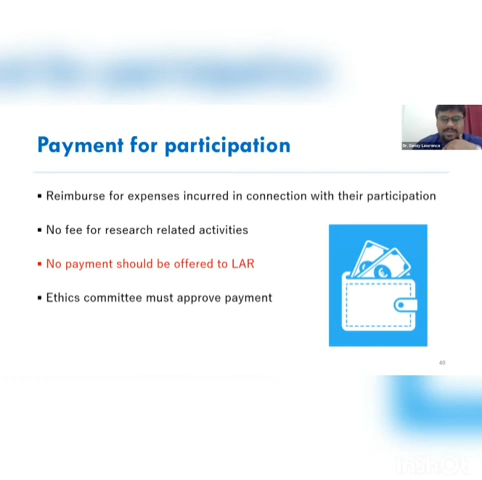 Payment for participation
▪ Reimburse for expenses incurred in connection with their participation
▪ No fee for research related activities
▪ No payment should be offered to LAR
▪ Ethics committee must approve payment
40
InShOt